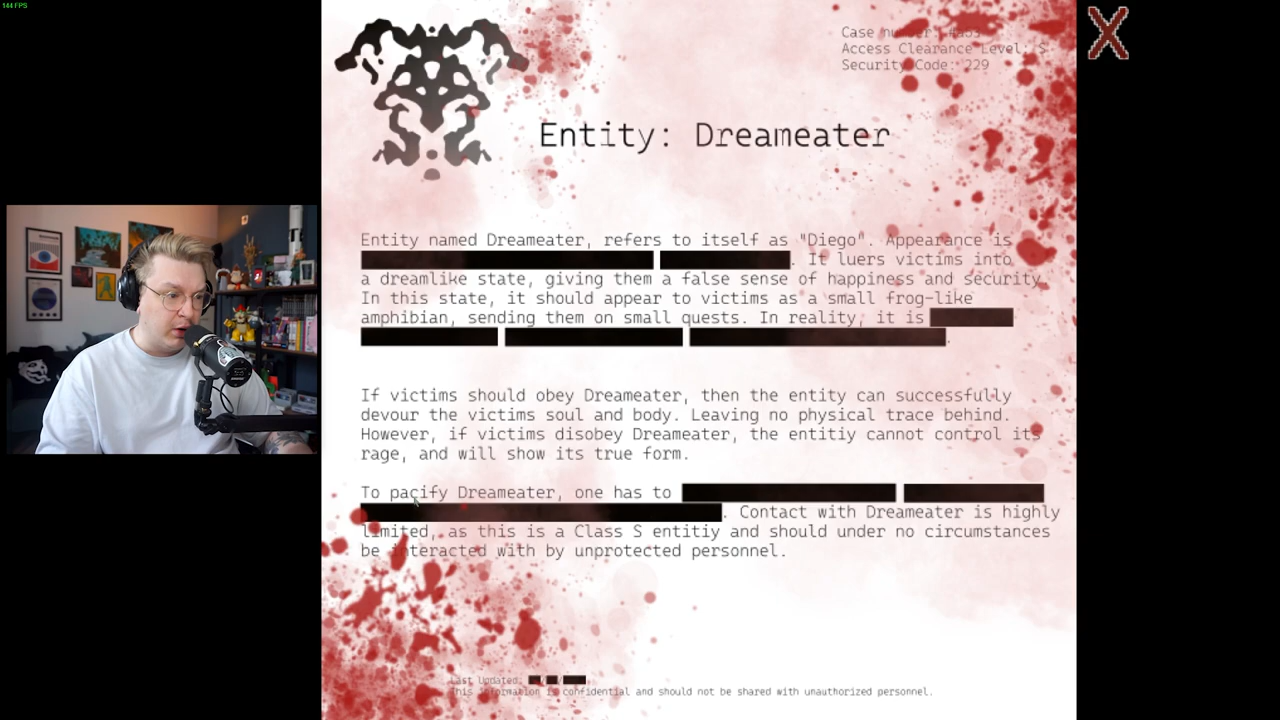 144 FPS
Case number:
Access Clearance Level: S
Security Code: 229
Entity: Dreameater
Entity named Dreameater, refers to itself as "Diego". Appearance is
. It luers victims into
a dreamlike state, giving them a false sense of happiness and security.
In this state, it should appear to victims as a small frog-like
amphibian, sending them on small quests. In reality, it is
.
If victims should obey Dreameater, then the entity can successfully
devour the victims soul and body. Leaving no physical trace behind.
However, if victims disobey Dreameater, the entitiy cannot control its
rage, and will show its true form.
To pacify Dreameater, one has to
. Contact with Dreameater is highly
limited, as this is a Class S entitiy and should under no circumstances
be interacted with by unprotected personnel.
Last Updated: / /
This information is confidential and should not be shared with unauthorized personnel.
X